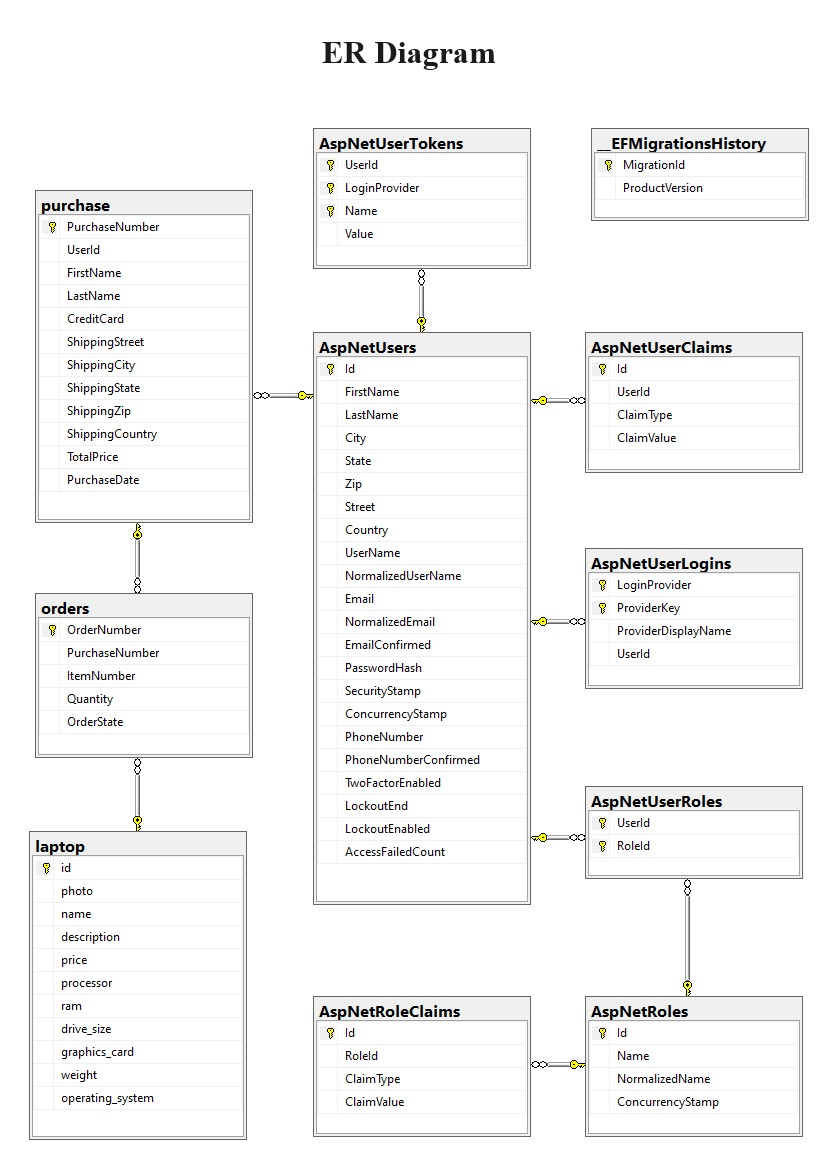 ER Diagram
AspNetUserTokens
UserId
LoginProvider
Name
Value
__EFMigrationsHistory
MigrationId
ProductVersion
purchase
PurchaseNumber
UserId
FirstName
LastName
CreditCard
ShippingStreet
ShippingCity
ShippingState
ShippingZip
ShippingCountry
TotalPrice
PurchaseDate
AspNetUsers
Id
FirstName
LastName
City
State
Zip
Street
Country
UserName
NormalizedUserName
Email
NormalizedEmail
EmailConfirmed
PasswordHash
SecurityStamp
ConcurrencyStamp
PhoneNumber
PhoneNumberConfirmed
TwoFactorEnabled
LockoutEnd
LockoutEnabled
AccessFailedCount
AspNetUserClaims
Id
UserId
ClaimType
ClaimValue
AspNetUserLogins
LoginProvider
ProviderKey
ProviderDisplayName
UserId
orders
OrderNumber
PurchaseNumber
ItemNumber
Quantity
OrderState
AspNetUserRoles
UserId
RoleId
laptop
id
photo
name
description
price
processor
ram
drive_size
graphics_card
weight
operating_system
AspNetRoleClaims
Id
RoleId
ClaimType
ClaimValue
AspNetRoles
Id
Name
NormalizedName
ConcurrencyStamp